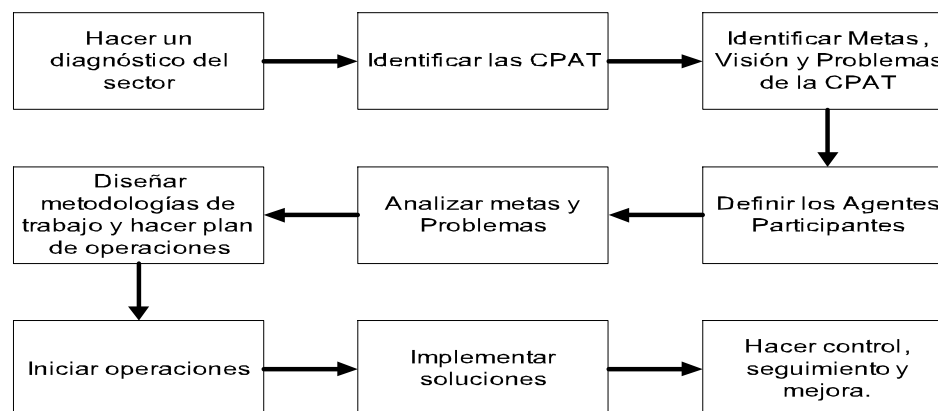 Hacer un
diagnóstico del
sector
Identificar las CPAT
Identificar Metas,
Visión y Problemas
de la CPAT
Definir los Agentes
Participantes
Analizar metas y
Problemas
Diseñar
metodologías de
trabajo y hacer plan
de operaciones
Iniciar operaciones
Implementar
soluciones
Hacer control,
seguimiento y
mejora.